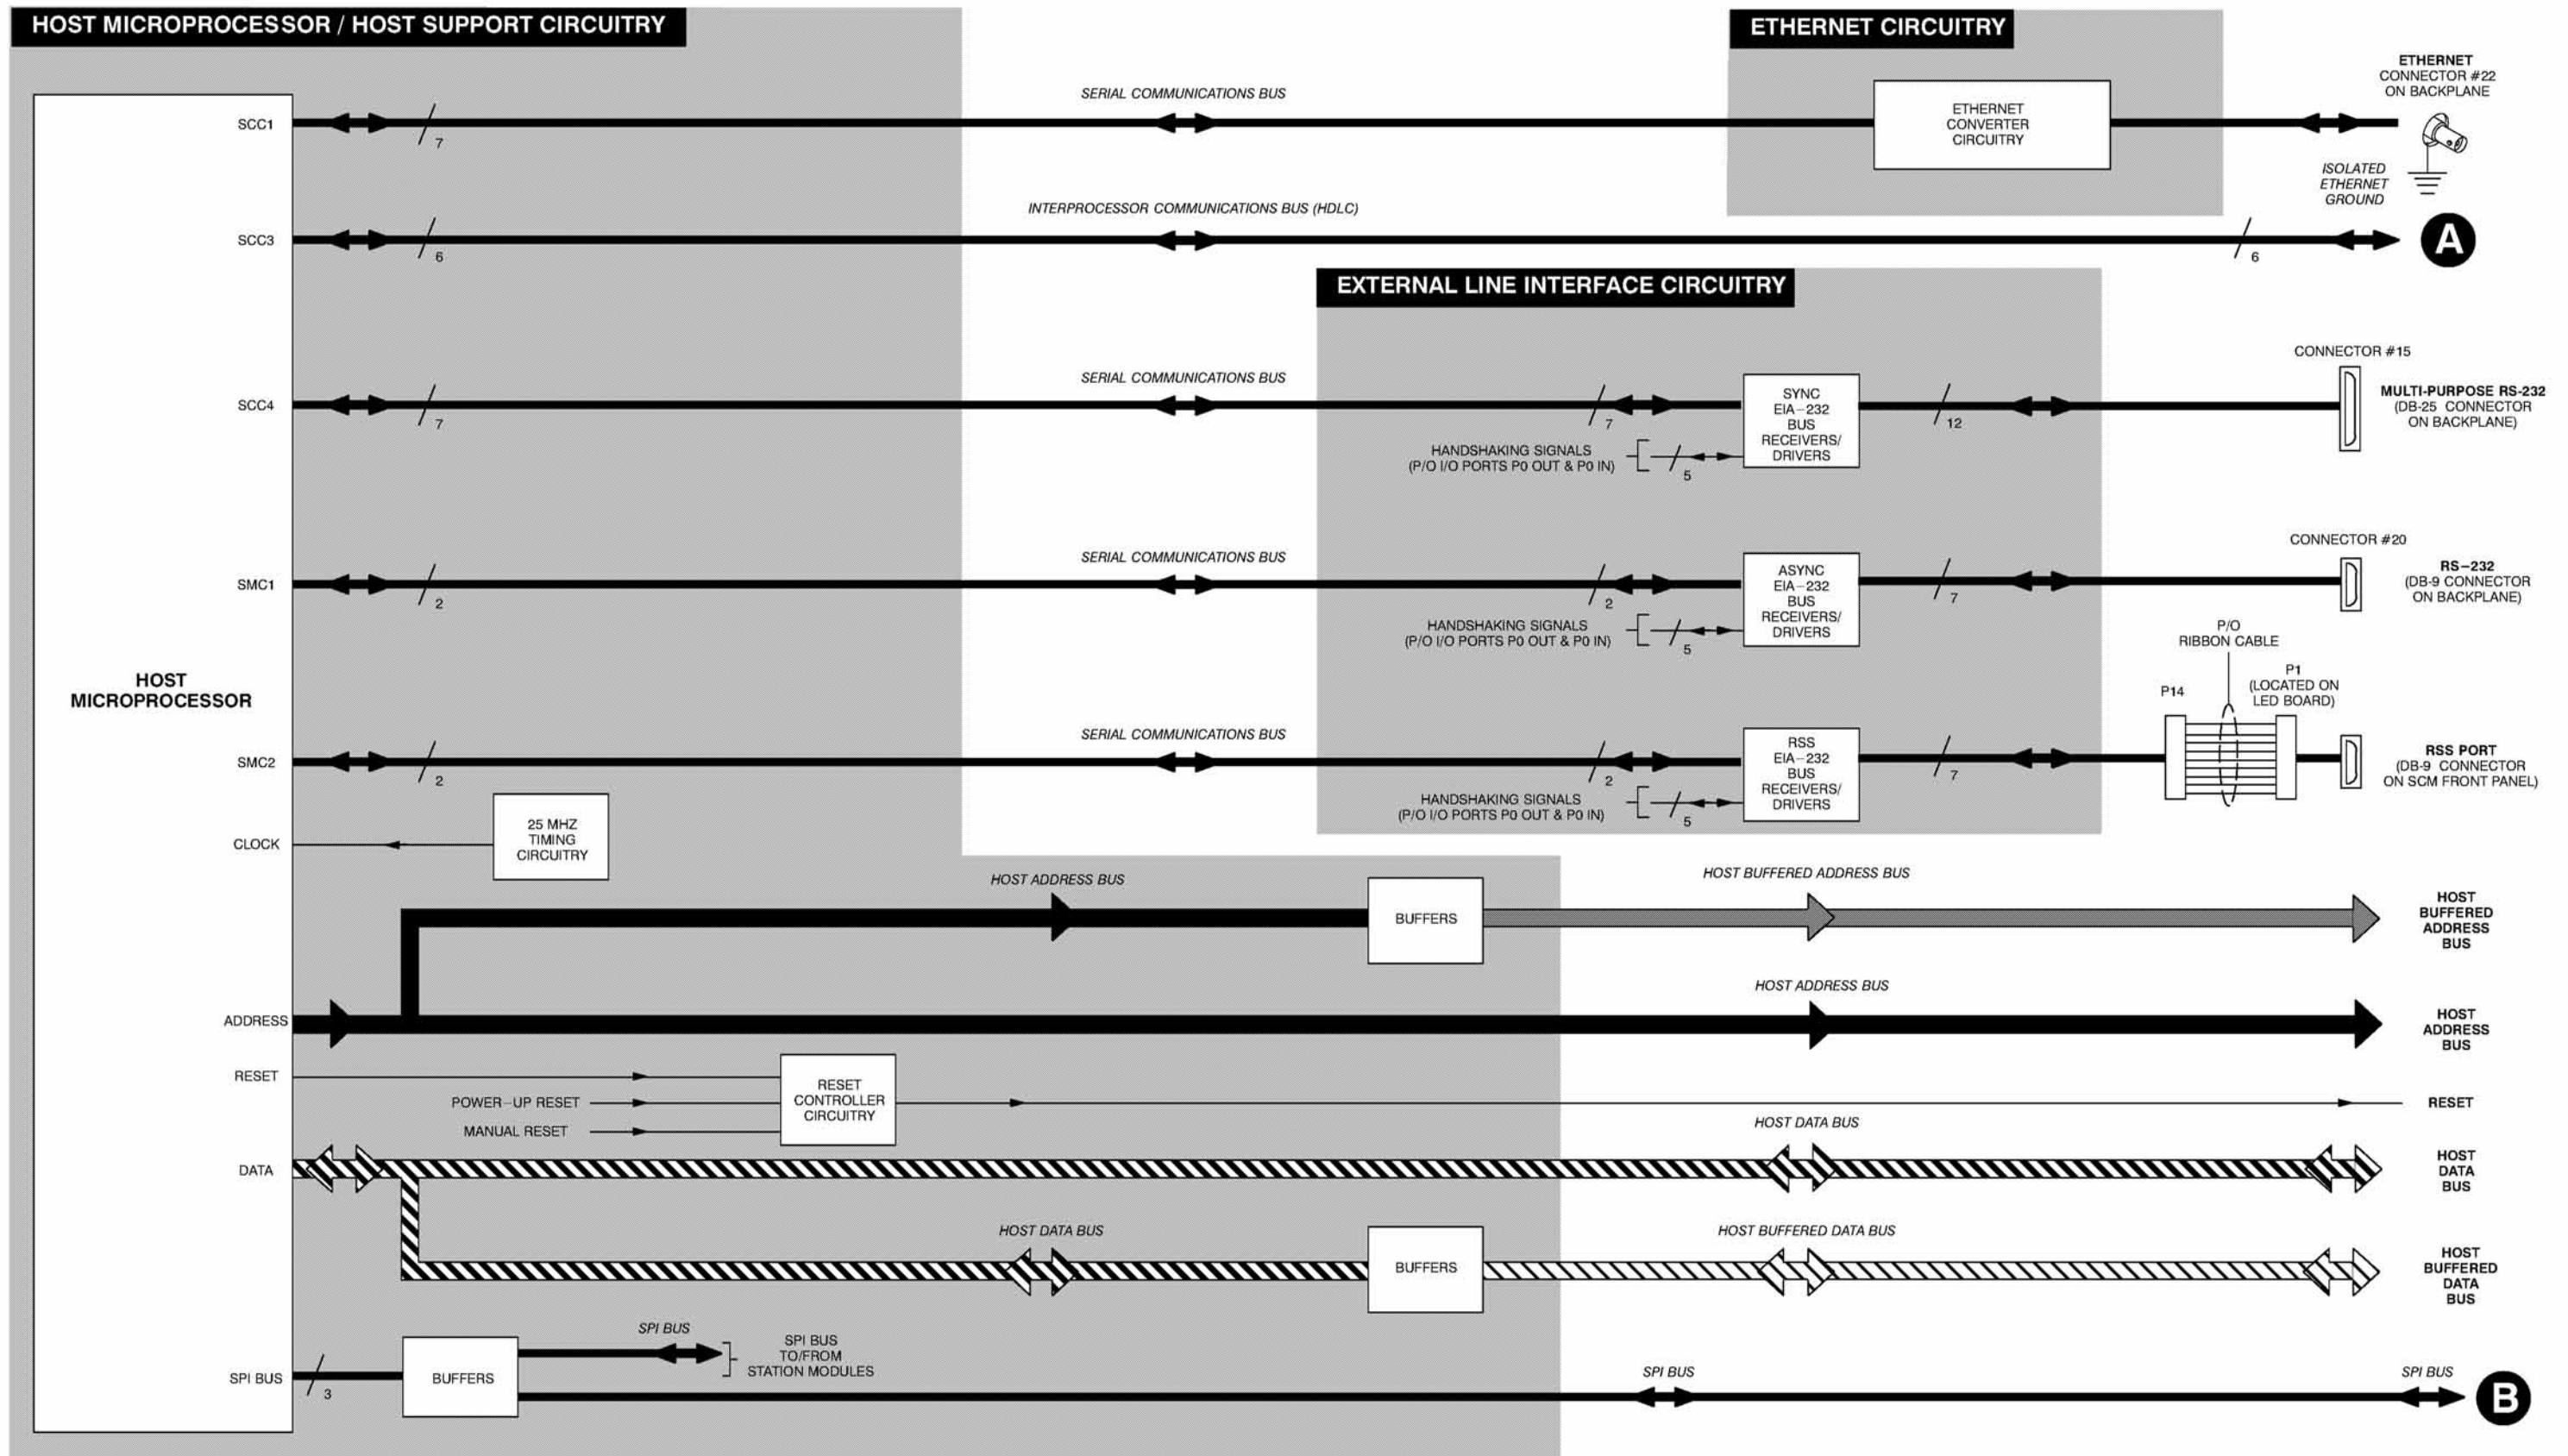 HOST MICROPROCESSOR / HOST SUPPORT CIRCUITRY
ETHERNET CIRCUITRY
ETHERNET
CONNECTOR #22
ON BACKPLANE
SCC1
7
SERIAL COMMUNICATIONS BUS
ETHERNET
CONVERTER
CIRCUITRY
ISOLATED
ETHERNET
GROUND
SCC3
6
INTERPROCESSOR COMMUNICATIONS BUS (HDLC)
6
A
EXTERNAL LINE INTERFACE CIRCUITRY
SCC4
7
SERIAL COMMUNICATIONS BUS
7
HANDSHAKING SIGNALS
(P/O I/O PORTS P0 OUT & P0 IN)
5
SYNC
EIA-232
BUS
RECEIVERS/
DRIVERS
12
CONNECTOR #15
MULTI-PURPOSE RS-232
(DB-25 CONNECTOR
ON BACKPLANE)
SMC1
2
SERIAL COMMUNICATIONS BUS
2
HANDSHAKING SIGNALS
(P/O I/O PORTS P0 OUT & P0 IN)
5
ASYNC
EIA-232
BUS
RECEIVERS/
DRIVERS
7
CONNECTOR #20
RS-232
(DB-9 CONNECTOR
ON BACKPLANE)
HOST
MICROPROCESSOR
SMC2
2
SERIAL COMMUNICATIONS BUS
2
HANDSHAKING SIGNALS
(P/O I/O PORTS P0 OUT & P0 IN)
5
RSS
EIA-232
BUS
RECEIVERS/
DRIVERS
7
P/O
RIBBON CABLE
P14
P1
(LOCATED ON
LED BOARD)
RSS PORT
(DB-9 CONNECTOR
ON SCM FRONT PANEL)
CLOCK
25 MHZ
TIMING
CIRCUITRY
HOST ADDRESS BUS
BUFFERS
HOST BUFFERED ADDRESS BUS
HOST
BUFFERED
ADDRESS
BUS
ADDRESS
HOST ADDRESS BUS
HOST
ADDRESS
BUS
RESET
POWER-UP RESET
MANUAL RESET
RESET
CONTROLLER
CIRCUITRY
RESET
DATA
HOST DATA BUS
HOST
DATA
BUS
HOST DATA BUS
BUFFERS
HOST BUFFERED DATA BUS
HOST
BUFFERED
DATA
BUS
SPI BUS
3
BUFFERS
SPI BUS
SPI BUS
TO/FROM
STATION MODULES
SPI BUS
SPI BUS
B